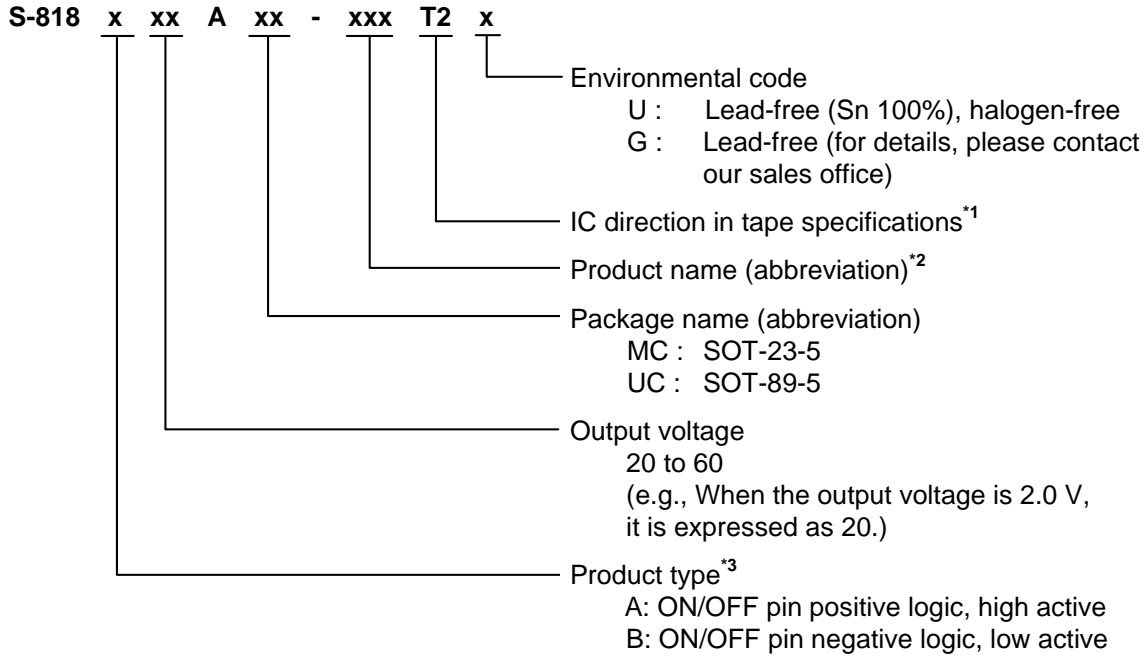 S-818 x xx A xx - xxx T2 x
Environmental code
U : Lead-free (Sn 100%), halogen-free
G : Lead-free (for details, please contact
our sales office)
IC direction in tape specifications*1
Product name (abbreviation)*2
Package name (abbreviation)
MC : SOT-23-5
UC : SOT-89-5
Output voltage
20 to 60
(e.g., When the output voltage is 2.0 V,
it is expressed as 20.)
Product type*3
A: ON/OFF pin positive logic, high active
B: ON/OFF pin negative logic, low active